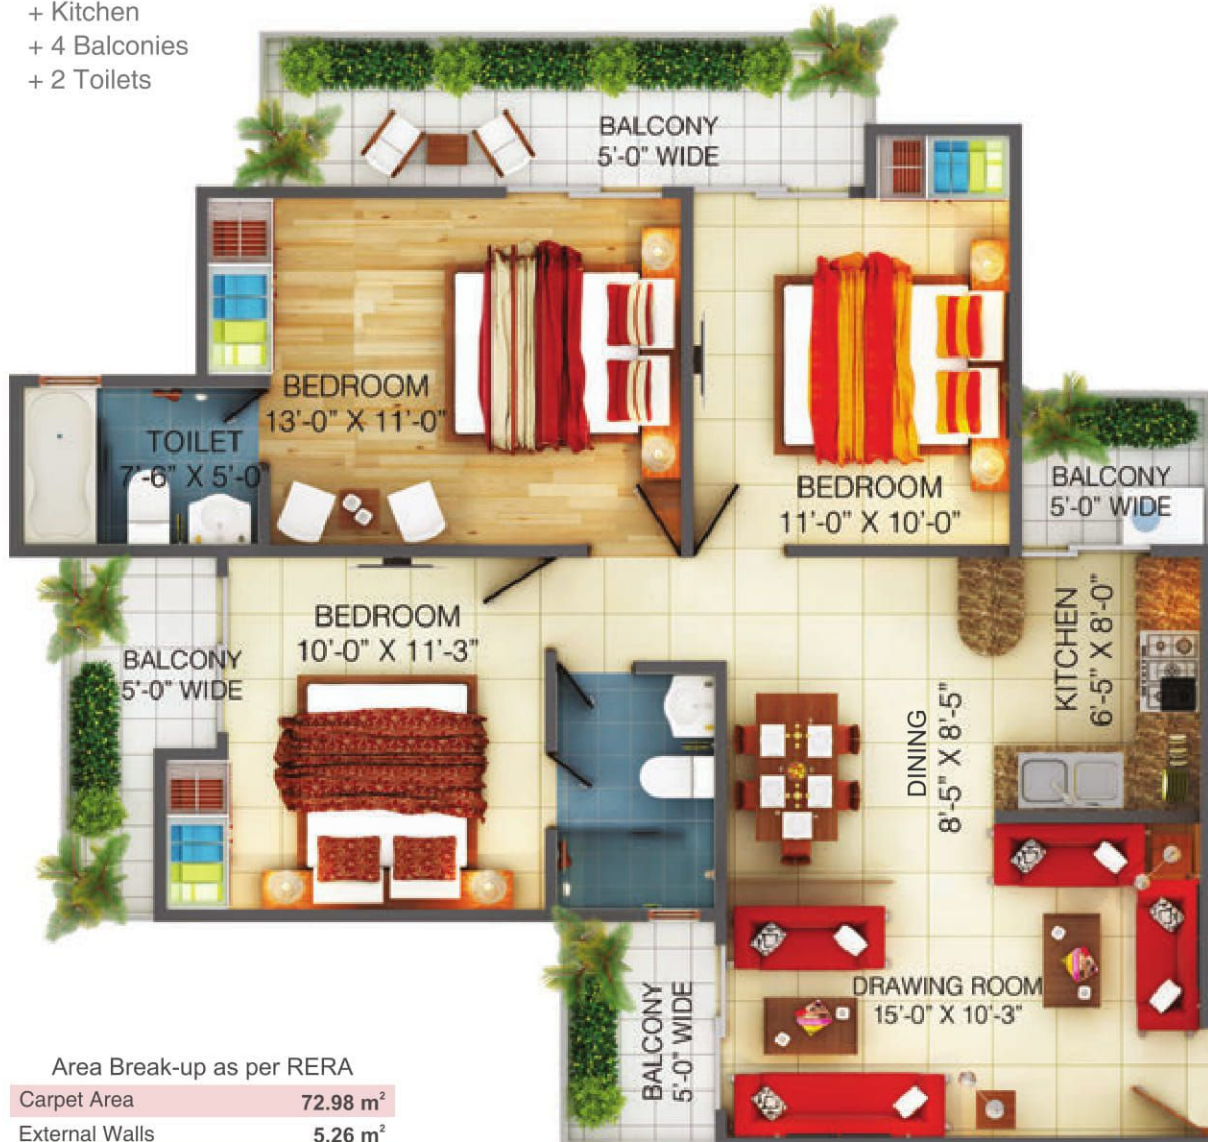 + Kitchen
+ 4 Balconies
+ 2 Toilets
BALCONY
5'-0" WIDE
BEDROOM
13'-0" X 11'-0"
TOILET
7'-6" X 5'-0"
BEDROOM
11'-0" X 10'-0"
BALCONY
5'-0" WIDE
BEDROOM
10'-0" X 11'-3"
BALCONY
5'-0" WIDE
KITCHEN
6'-5" X 8'-0"
DINING
8'-5" X 8'-5"
DRAWING ROOM
15'-0" X 10'-3"
BALCONY
5'-0" WIDE
Area Break-up as per RERA
Carpet Area 72.98 m²
External Walls 5.26 m²